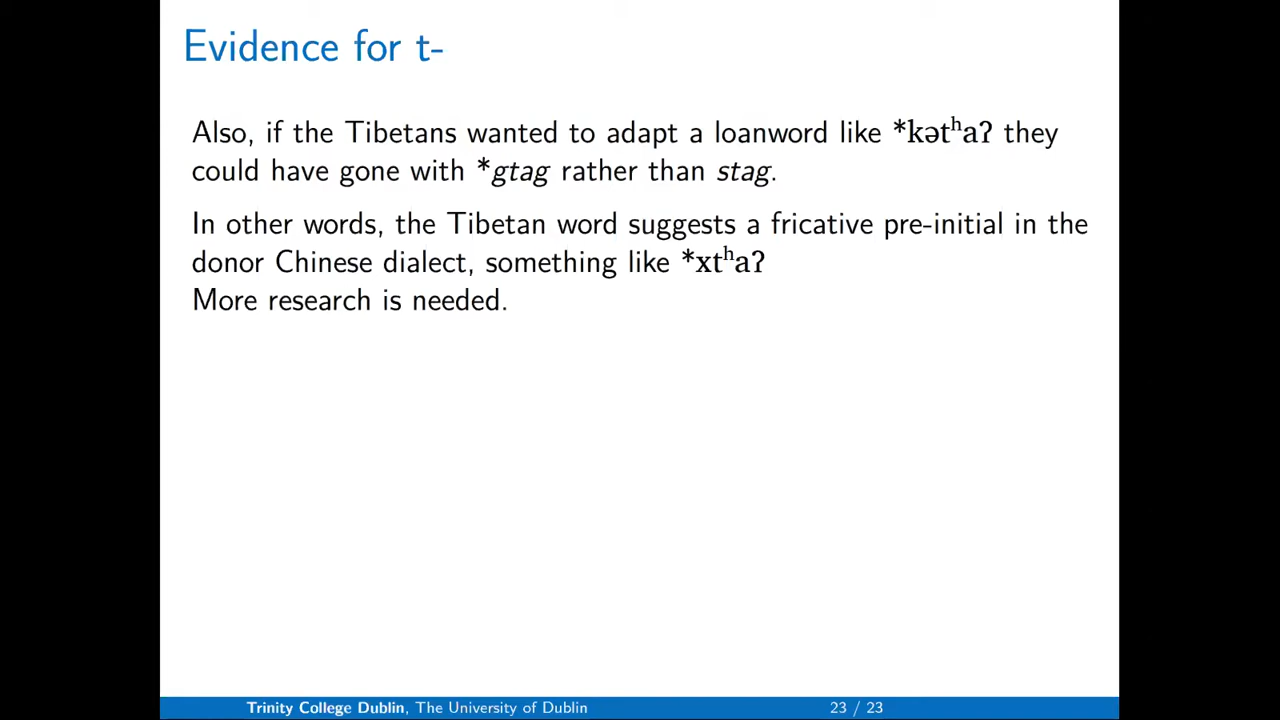 Evidence for t-
Also, if the Tibetans wanted to adapt a loanword like *kətʰaʔ they
could have gone with *gtag rather than stag.
In other words, the Tibetan word suggests a fricative pre-initial in the
donor Chinese dialect, something like *xtʰaʔ
More research is needed.
Trinity College Dublin, The University of Dublin 23 / 23